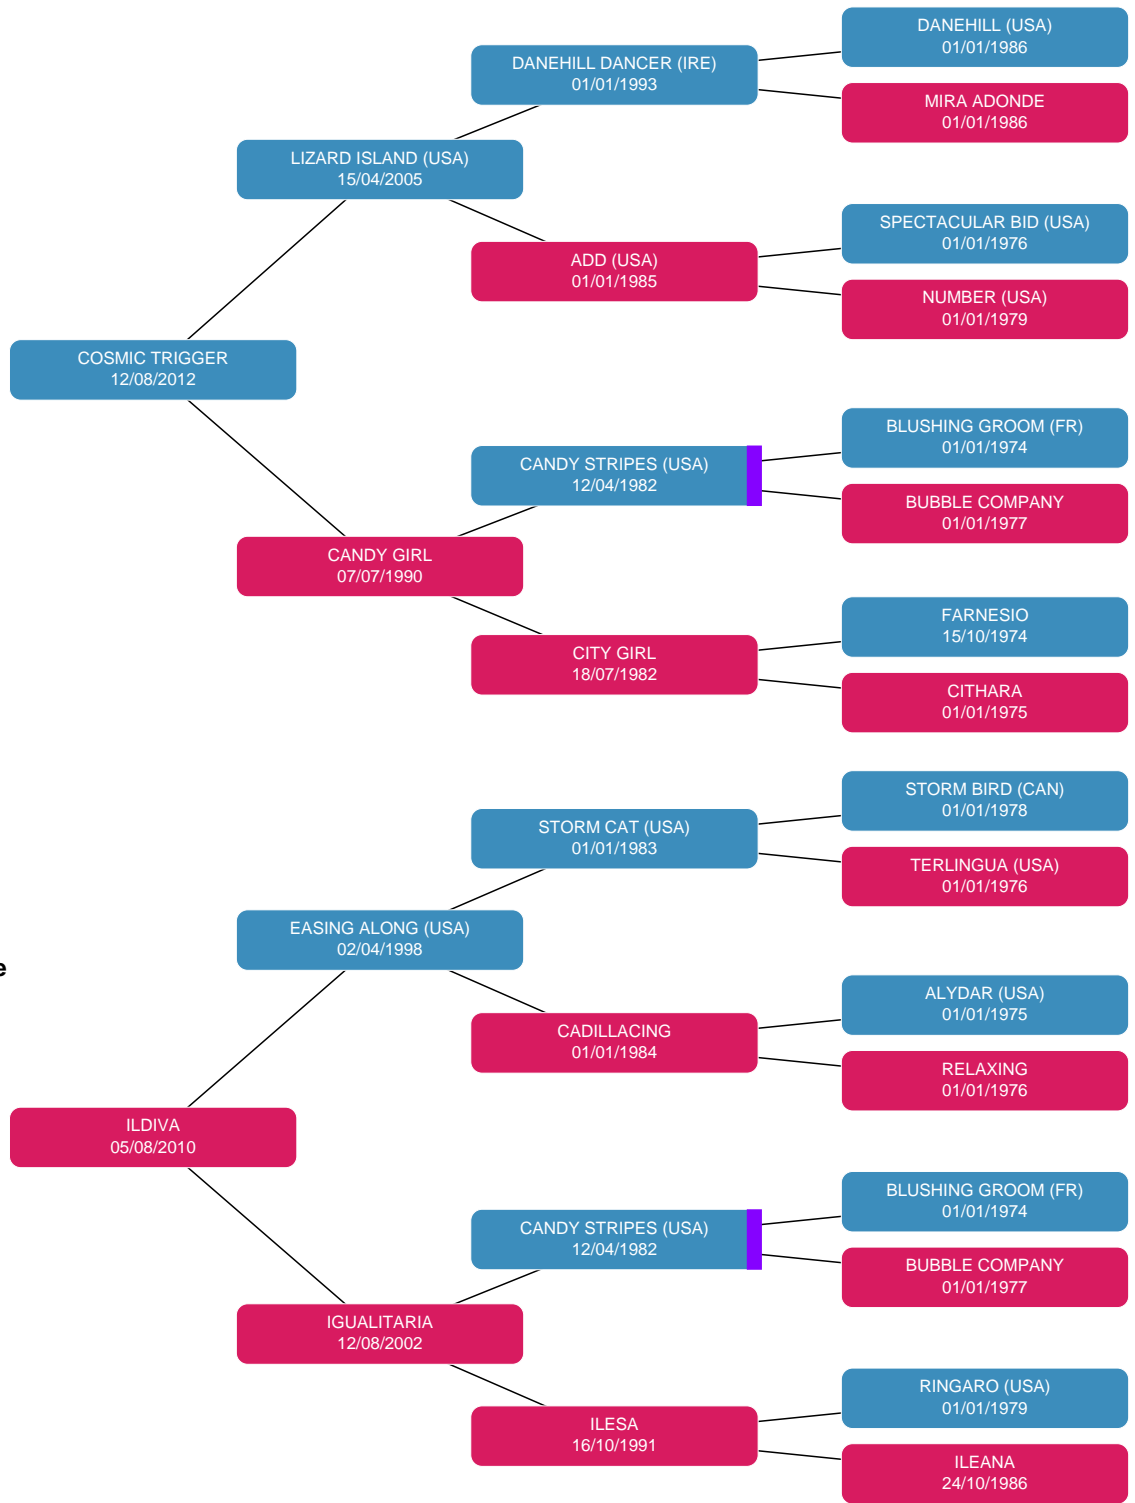 DANEHILL (USA)
01/01/1986
DANEHILL DANCER (IRE)
01/01/1993
MIRA ADONDE
01/01/1986
LIZARD ISLAND (USA)
15/04/2005
SPECTACULAR BID (USA)
01/01/1976
ADD (USA)
01/01/1985
NUMBER (USA)
01/01/1979
COSMIC TRIGGER
12/08/2012
BLUSHING GROOM (FR)
01/01/1974
CANDY STRIPES (USA)
12/04/1982
BUBBLE COMPANY
01/01/1977
CANDY GIRL
07/07/1990
FARNESIO
15/10/1974
CITY GIRL
18/07/1982
CITHARA
01/01/1975
STORM BIRD (CAN)
01/01/1978
STORM CAT (USA)
01/01/1983
TERLINGUA (USA)
01/01/1976
EASING ALONG (USA)
02/04/1998
e
ALYDAR (USA)
01/01/1975
CADILLACING
01/01/1984
RELAXING
01/01/1976
ILDIVA
05/08/2010
BLUSHING GROOM (FR)
01/01/1974
CANDY STRIPES (USA)
12/04/1982
BUBBLE COMPANY
01/01/1977
IGUALITARIA
12/08/2002
RINGARO (USA)
01/01/1979
ILESA
16/10/1991
ILEANA
24/10/1986